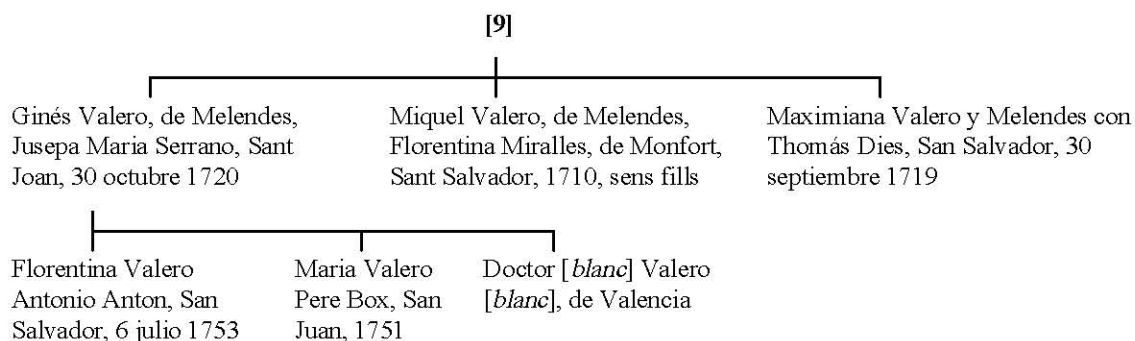 [9]
Ginés Valero, de Melendes,
Jusepa Maria Serrano, Sant
Joan, 30 octubre 1720
Miquel Valero, de Melendes,
Florentina Miralles, de Monfort,
Sant Salvador, 1710, sens fills
Maximiana Valero y Melendes con
Thomás Dies, San Salvador, 30
septiembre 1719
Florentina Valero
Antonio Anton, San
Salvador, 6 julio 1753
Maria Valero
Pere Box, San
Juan, 1751
Doctor [blanc] Valero
[blanc], de Valencia